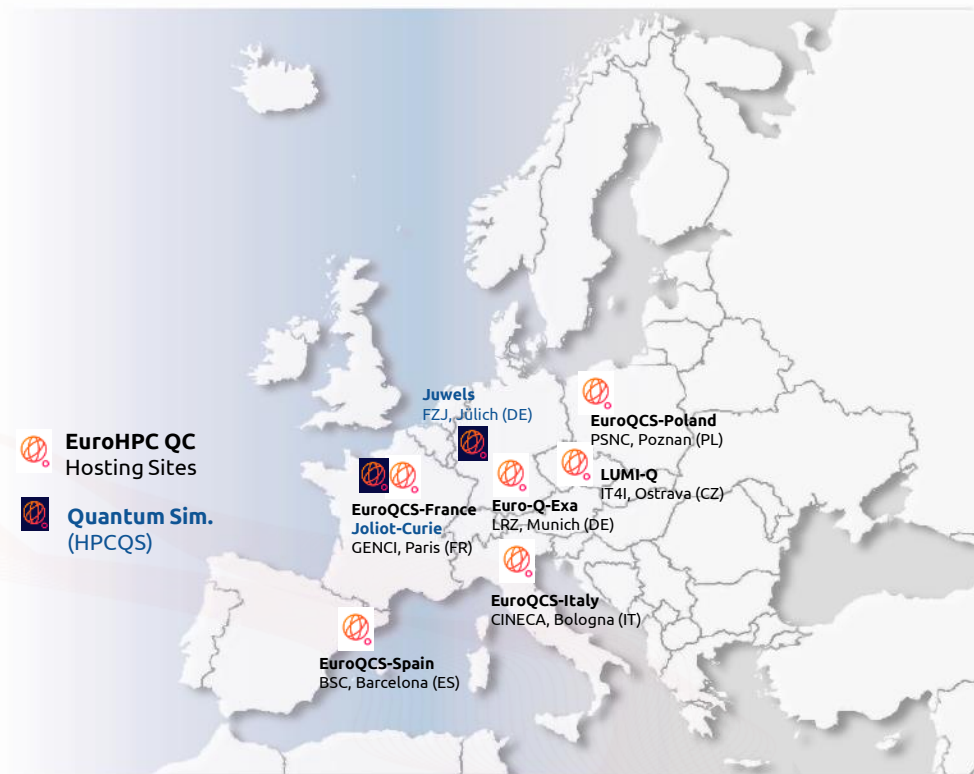 Juwels
FZJ, Jülich (DE)
EuroQCS-Poland
PSNC, Poznan (PL)
EuroHPC QC
Hosting Sites
LUMI-Q
IT4I, Ostrava (CZ)
Quantum Sim.
(HPCQS)
EuroQCS-France
Joliot-Curie
GENCI, Paris (FR)
Euro-Q-Exa
LRZ, Munich (DE)
EuroQCS-Italy
CINECA, Bologna (IT)
EuroQCS-Spain
BSC, Barcelona (ES)